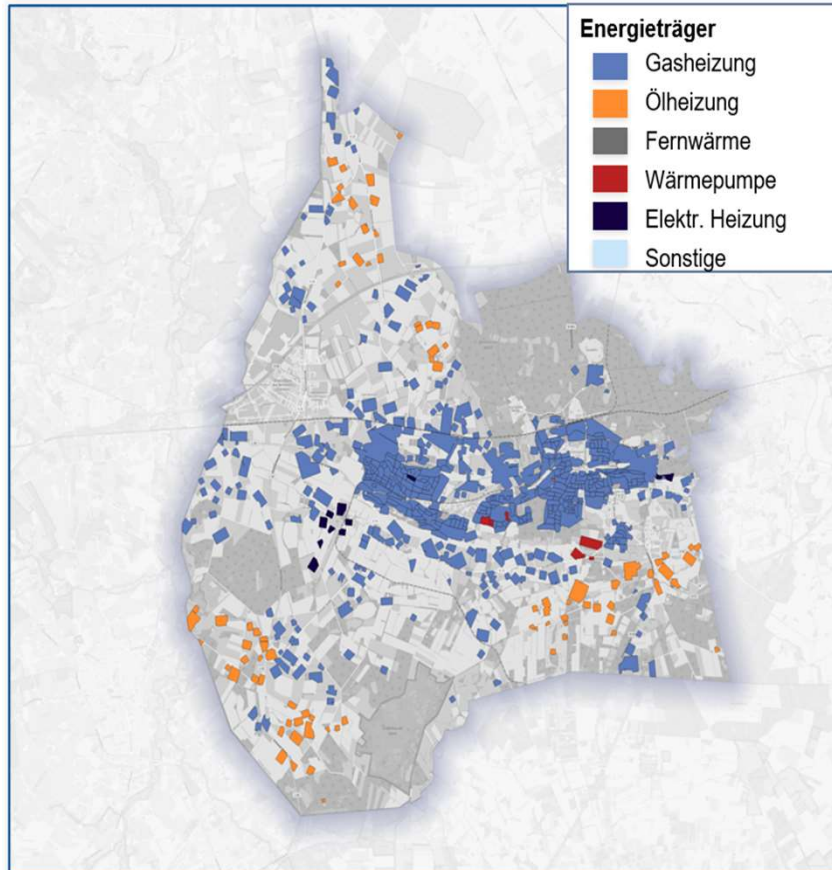 Energieträger
Gasheizung
Ölheizung
Fernwärme
Wärmepumpe
Elektr. Heizung
Sonstige